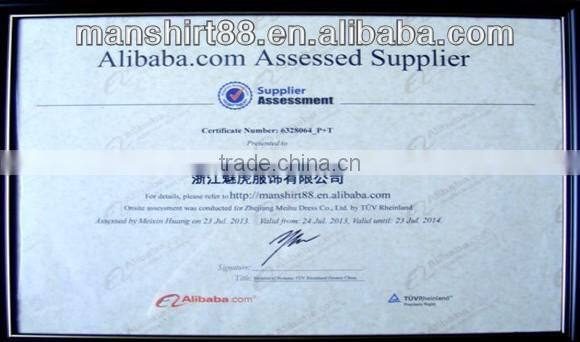 manshirt88.en.alibaba.com
Alibaba.com Assessed Supplier
Supplier
Assessment
Certificate Number: 6328064_P+T
Presented to
trade.china.cn
浙江魅虎服饰有限公司
For details, please refer to http://manshirt88.en.alibaba.com
Onsite assessment was conducted for Zhejiang Meihu Dress Co., Ltd. by TÜV Rheinland
Assessed by Meixin Huang on 23 Jul. 2013. Valid from: 24 Jul. 2013, Valid until: 23 Jul. 2014.
Signature:
Title:
Alibaba.com
TÜVRheinland
Precisely Right.